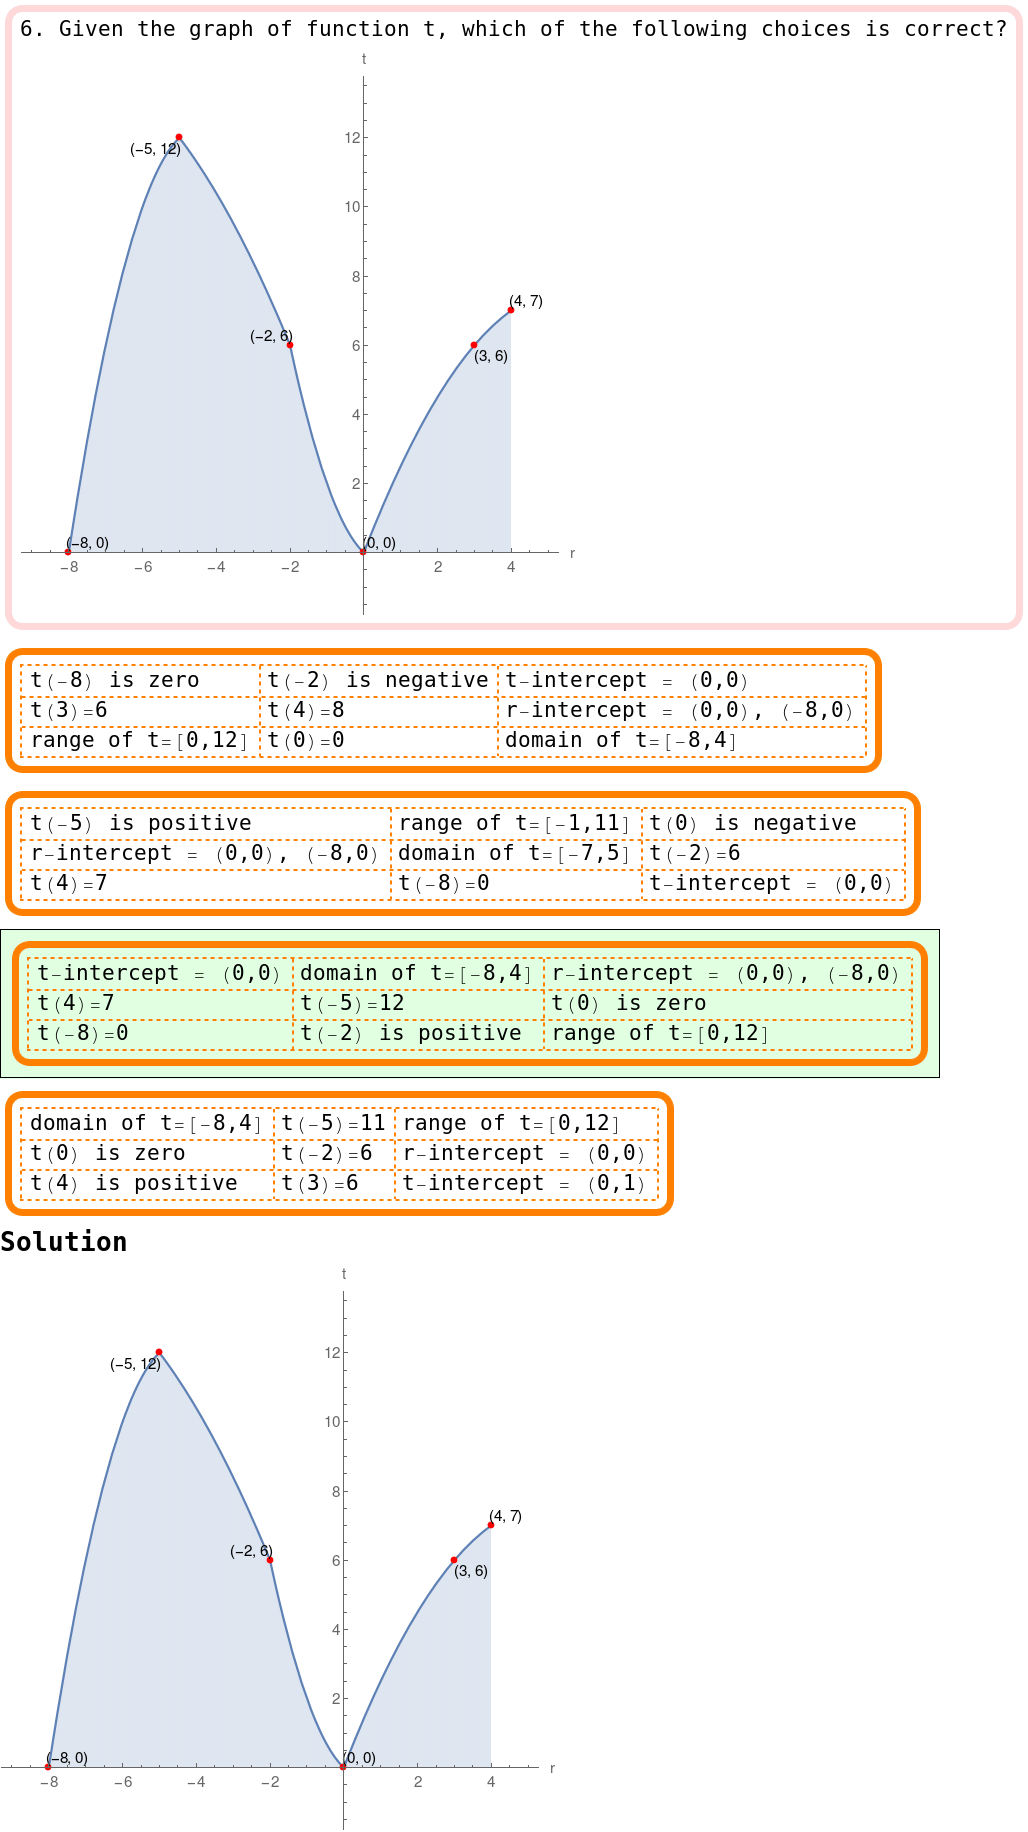 6. Given the graph of function t, which of the following choices is correct?
t
12
(−5, 12)
10
8
(4, 7)
(−2, 6)
6
(3, 6)
4
2
(−8, 0)
(0, 0)
r
−8 −6 −4 −2 2 4
t(-8) is zero t(-2) is negative t-intercept = (0,0)
t(3)=6 t(4)=8 r-intercept = (0,0), (-8,0)
range of t=[0,12] t(0)=0 domain of t=[-8,4]
t(-5) is positive range of t=[-1,11] t(0) is negative
r-intercept = (0,0), (-8,0) domain of t=[-7,5] t(-2)=6
t(4)=7 t(-8)=0 t-intercept = (0,0)
t-intercept = (0,0) domain of t=[-8,4] r-intercept = (0,0), (-8,0)
t(4)=7 t(-5)=12 t(0) is zero
t(-8)=0 t(-2) is positive range of t=[0,12]
domain of t=[-8,4] t(-5)=11 range of t=[0,12]
t(0) is zero t(-2)=6 r-intercept = (0,0)
t(4) is positive t(3)=6 t-intercept = (0,1)
Solution
t
12
(−5, 12)
10
8
(4, 7)
(−2, 6)
6
(3, 6)
4
2
(−8, 0)
(0, 0)
r
−8 −6 −4 −2 2 4